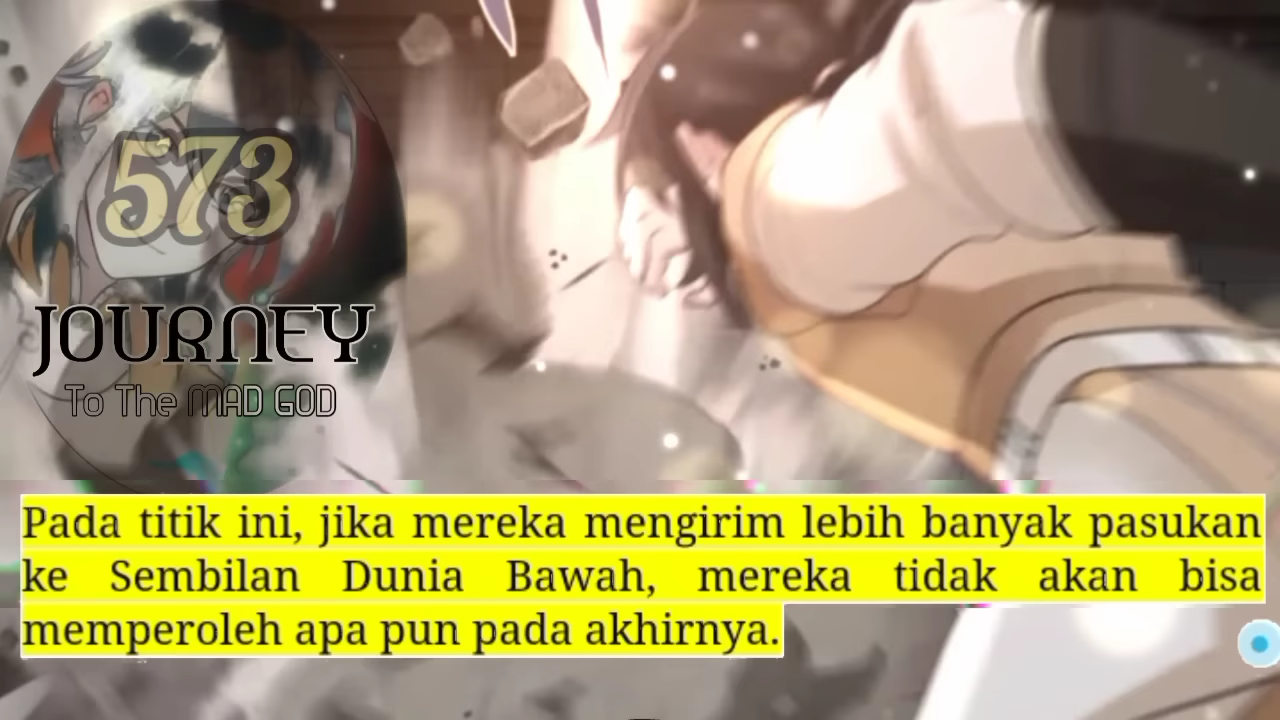 573
JOURNEY
To The MAD GOD
Pada titik ini, jika mereka mengirim lebih banyak pasukan
ke Sembilan Dunia Bawah, mereka tidak akan bisa
memperoleh apa pun pada akhirnya.